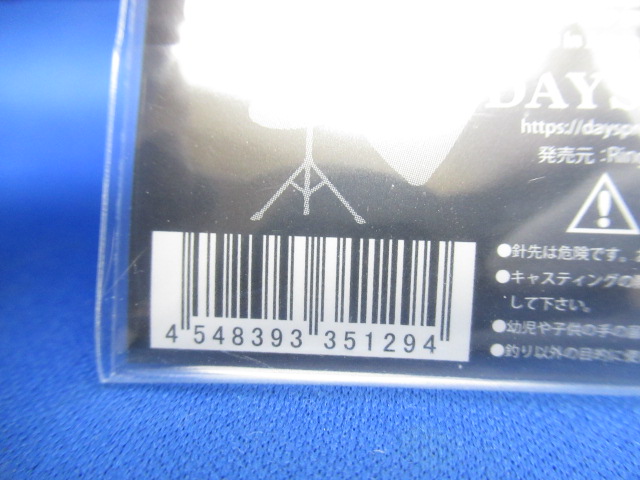 DAYS
https://daysp
発売元：Rin
●針先は危険です。
●キャスティングの
して下さい。
●幼児や子供の手の
●釣り以外の目的に
4 548393 351294